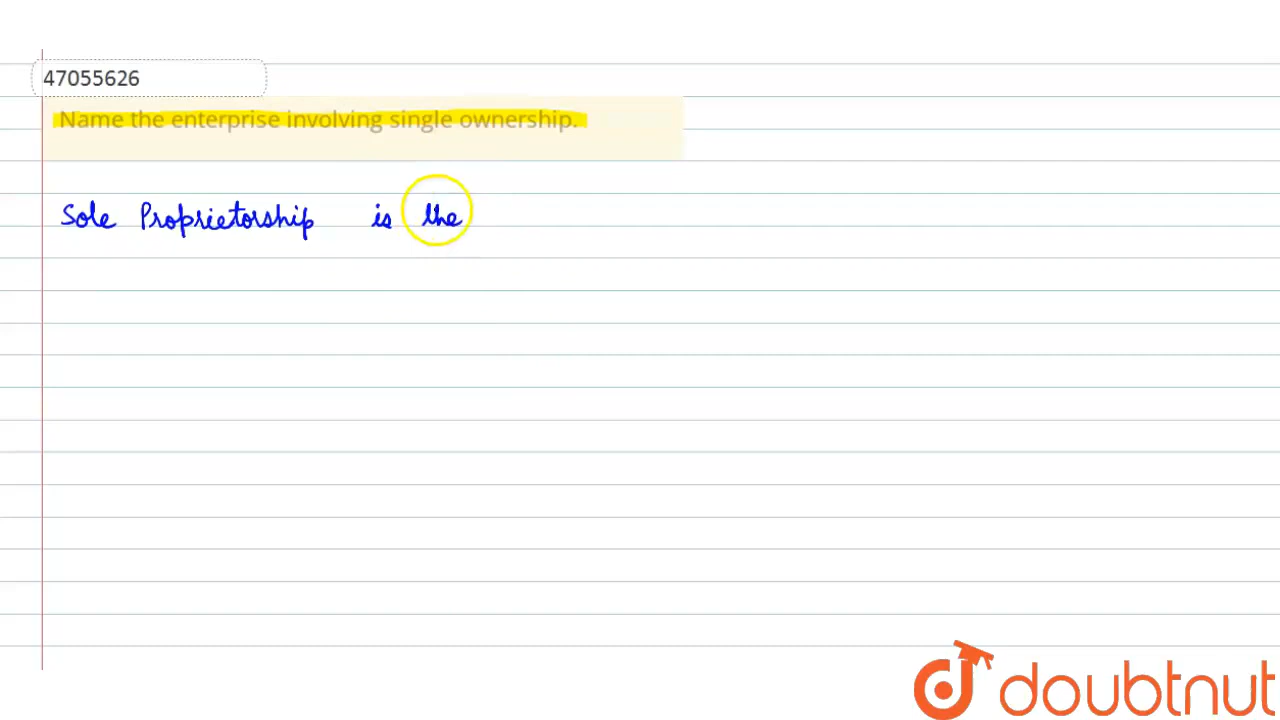 47055626
Name the enterprise involving single ownership.
Sole Proprietorship is the
doubtnut